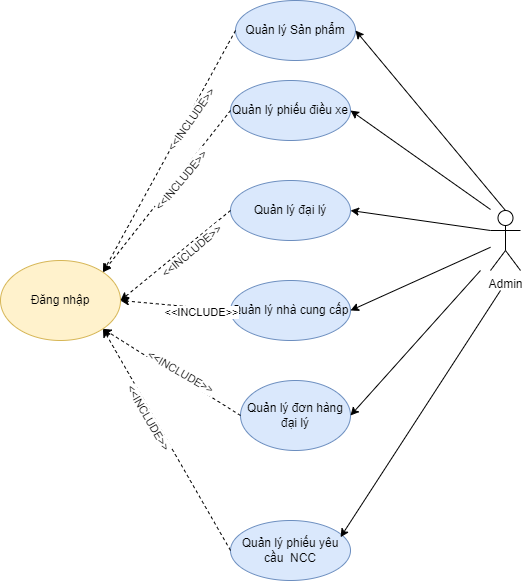 Quản lý Sản phẩm
<<INCLUDE>>
Quản lý phiếu điều xe
<<INCLUDE>>
Quản lý đại lý
<<INCLUDE>>
Admin
Đăng nhập
<<INCLUDE>>
uản lý nhà cung cấp
<<INCLUDE>>
Quản lý đơn hàng
đại lý
<<INCLUDE>>
Quản lý phiếu yêu
cầu NCC